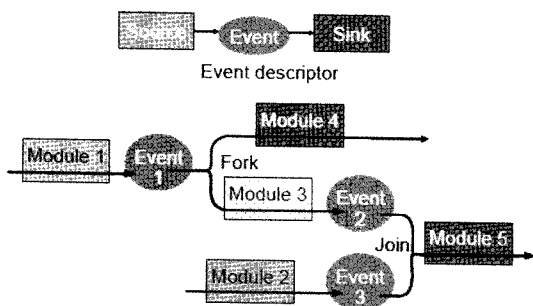 Source
Event
Sink
Event descriptor
Module 4
Module 1
Event 1
Fork
Module 3
Event 2
Join
Module 5
Module 2
Event 3